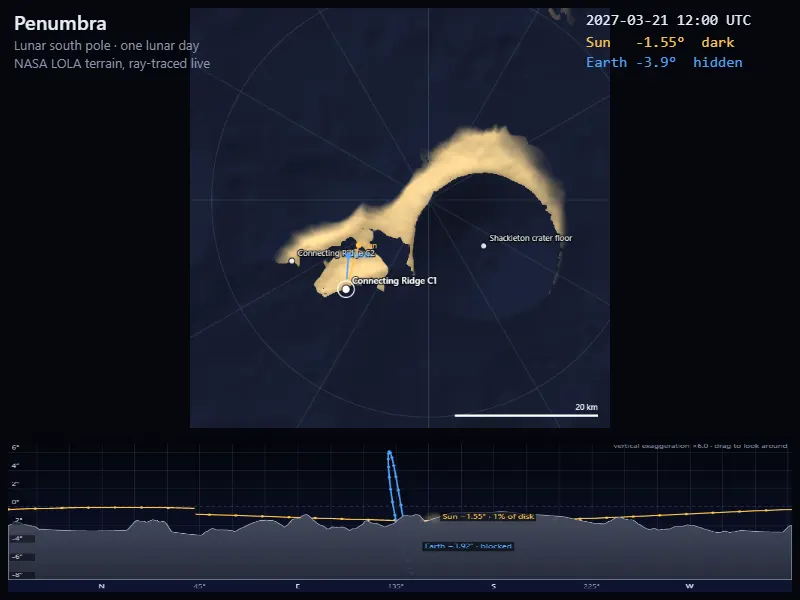 Penumbra
Lunar south pole · one lunar day
NASA LOLA terrain, ray-traced live
2027-03-21 12:00 UTC
Sun -1.55° dark
Earth -3.9° hidden
Shackleton crater floor
Connecting Ridge C2
Connecting Ridge C1
20 km
vertical exaggeration ×6.0 · drag to look around
6°
4°
2°
0°
-2°
-4°
-6°
-8°
Sun -1.55° · 1% of disk
Earth -3.92° · blocked
N 45° E 135° S 225° W